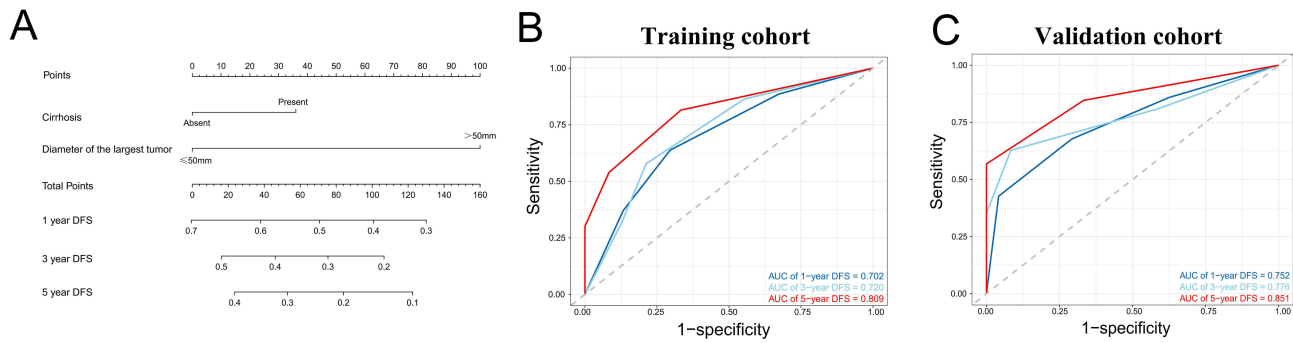 A
Points
0 10 20 30 40 50 60 70 80 90 100
Cirrhosis
Present
Absent
Diameter of the largest tumor
>50mm
≤50mm
Total Points
0 20 40 60 80 100 120 140 160
1 year DFS
0.7 0.6 0.5 0.4 0.3
3 year DFS
0.5 0.4 0.3 0.2
5 year DFS
0.4 0.3 0.2 0.1
B
Training cohort
Sensitivity
1.00
0.75
0.50
0.25
0.00
AUC of 1−year DFS = 0.702
AUC of 3−year DFS = 0.720
AUC of 5−year DFS = 0.809
0.00 0.25 0.50 0.75 1.00
1−specificity
C
Validation cohort
Sensitivity
1.00
0.75
0.50
0.25
0.00
AUC of 1−year DFS = 0.752
AUC of 3−year DFS = 0.776
AUC of 5−year DFS = 0.851
0.00 0.25 0.50 0.75 1.00
1−specificity